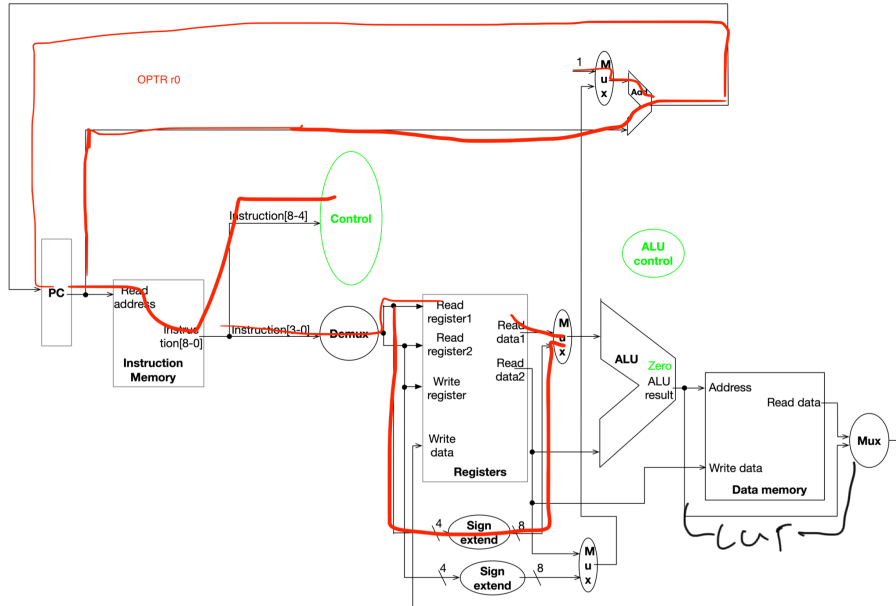 OPTR r0
1
M
u
x
Add
Instruction[8-4]
Control
ALU
control
PC
Read
address
Instruc
tion[8-0]
Instruction[3-0]
Instruction
Memory
Demux
Read
register1
Read
register2
Write
register
Write
data
Read
data1
Read
data2
Registers
M
u
x
ALU
Zero
ALU
result
Address
Read data
Write data
Data memory
Mux
4
Sign
extend
8
4
Sign
extend
8
M
u
x